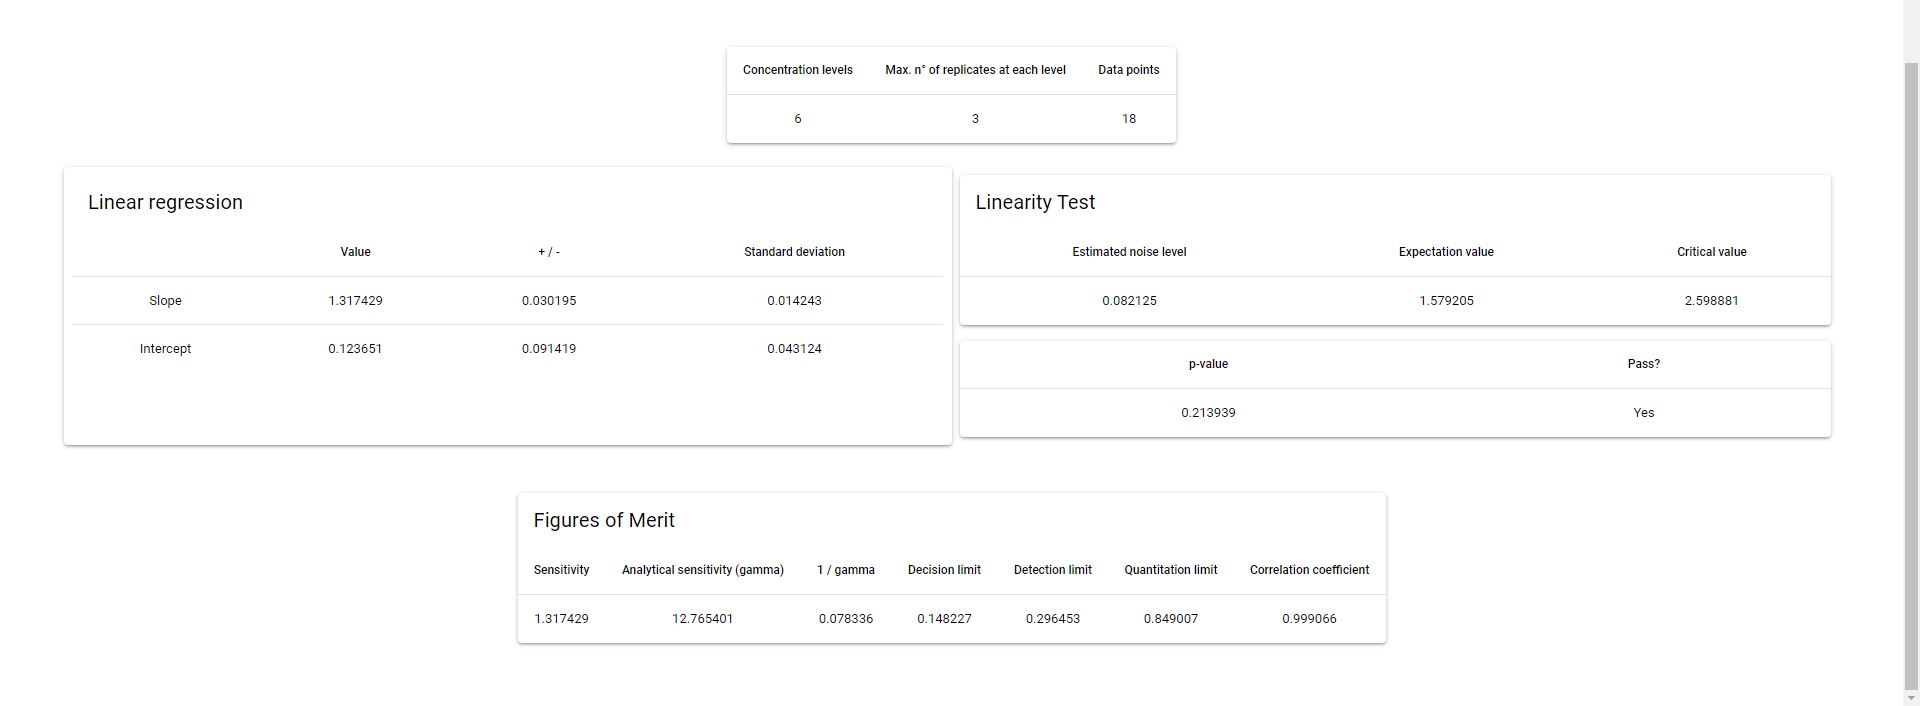 Concentration levels Max. n° of replicates at each level Data points
6 3 18
Linear regression
Value + / - Standard deviation
Slope 1.317429 0.030195 0.014243
Intercept 0.123651 0.091419 0.043124
Linearity Test
Estimated noise level Expectation value Critical value
0.082125 1.579205 2.598881
p-value Pass?
0.213939 Yes
Figures of Merit
Sensitivity Analytical sensitivity (gamma) 1 / gamma Decision limit Detection limit Quantitation limit Correlation coefficient
1.317429 12.765401 0.078336 0.148227 0.296453 0.849007 0.999066